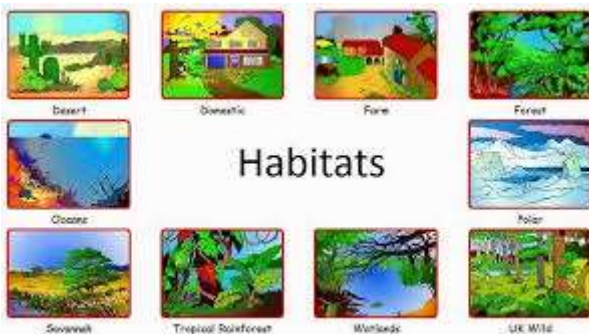 Desert
Domestic
Farm
Forest
Oceans
Habitats
Polar
Savannah
Tropical Rainforest
Wetlands
UK Wild